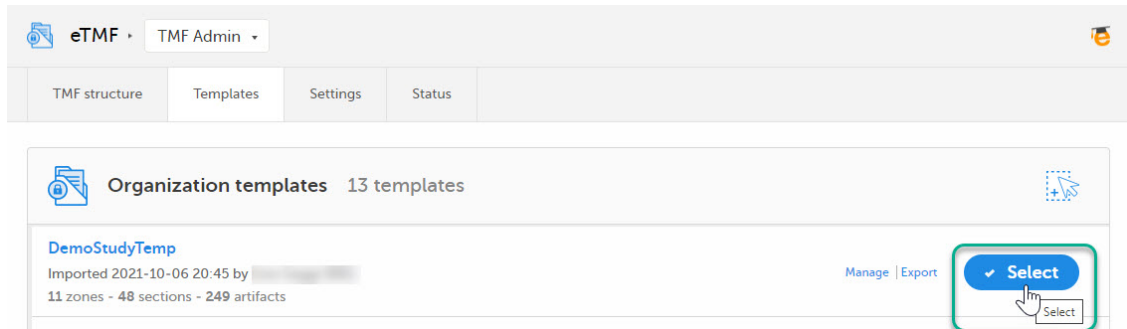 eTMF TMF Admin
e
TMF structure Templates Settings Status
Organization templates 13 templates
DemoStudyTemp
Imported 2021-10-06 20:45 by
Manage | Export
Select
11 zones - 48 sections - 249 artifacts
Select